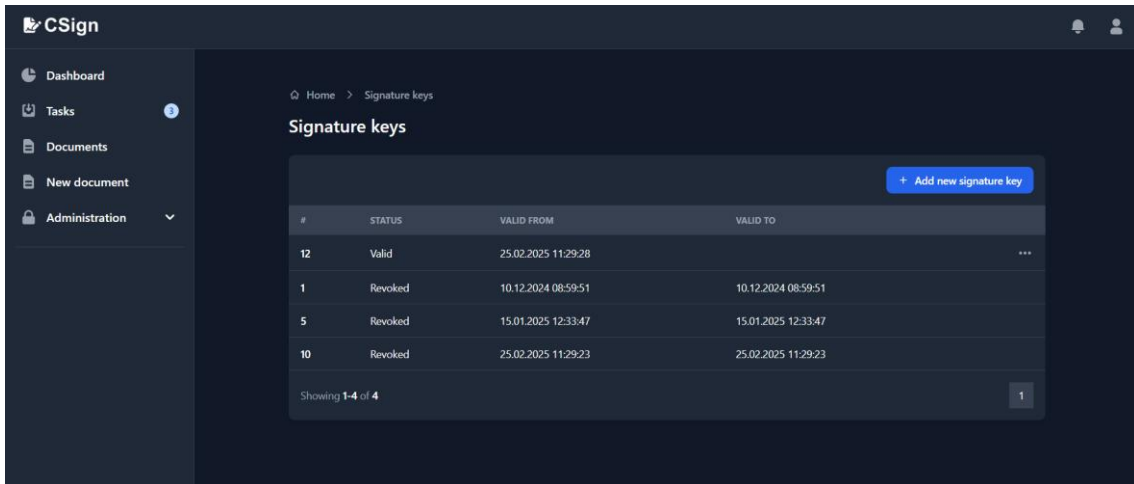 CSign
Dashboard
Tasks 3
Documents
New document
Administration
Home > Signature keys
Signature keys
+ Add new signature key
# STATUS VALID FROM VALID TO
12 Valid 25.02.2025 11:29:28
1 Revoked 10.12.2024 08:59:51 10.12.2024 08:59:51
5 Revoked 15.01.2025 12:33:47 15.01.2025 12:33:47
10 Revoked 25.02.2025 11:29:23 25.02.2025 11:29:23
Showing 1-4 of 4
1